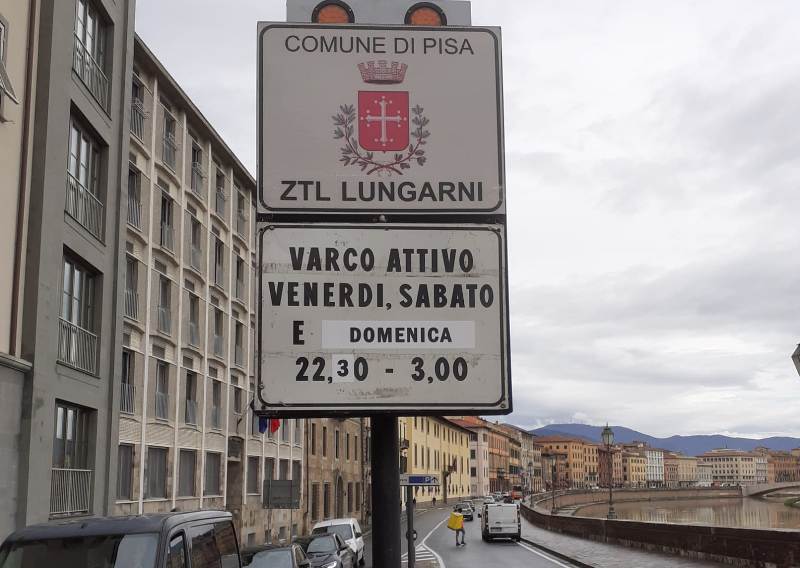 COMUNE DI PISA
ZTL LUNGARNI
VARCO ATTIVO
VENERDI, SABATO
E DOMENICA
22,30 - 3,00